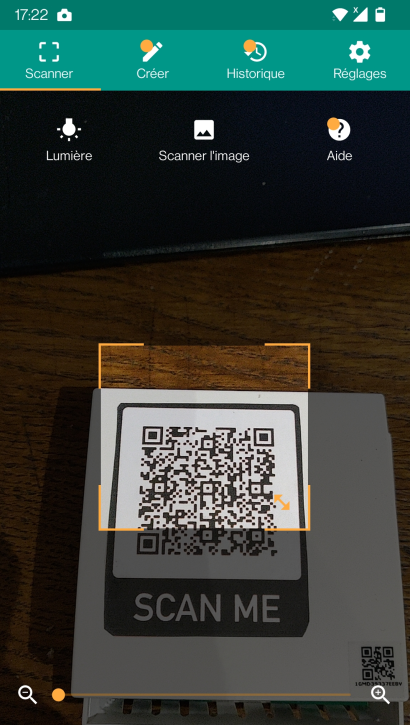 17:22
Scanner
Créer
Historique
Réglages
Lumière
Scanner l'image
Aide
SCAN ME